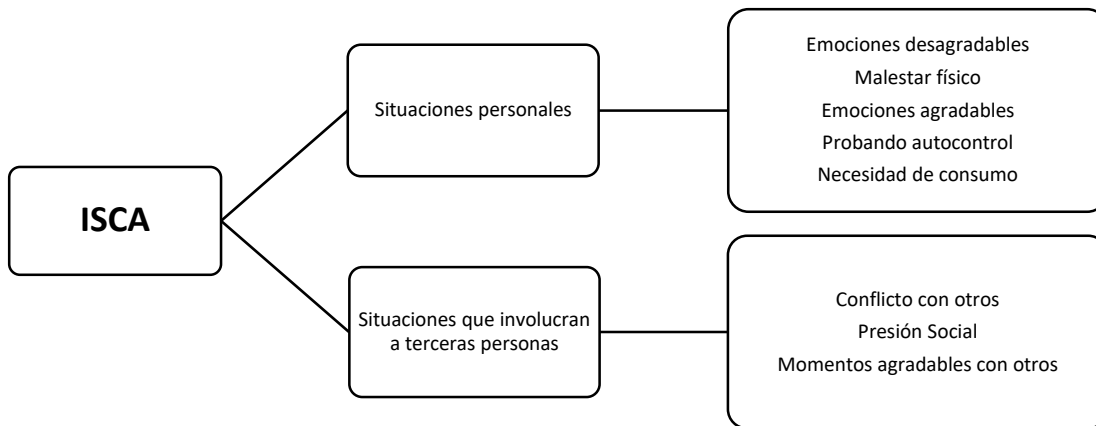 ISCA
Situaciones personales
Emociones desagradables
Malestar físico
Emociones agradables
Probando autocontrol
Necesidad de consumo
Situaciones que involucran
a terceras personas
Conflicto con otros
Presión Social
Momentos agradables con otros